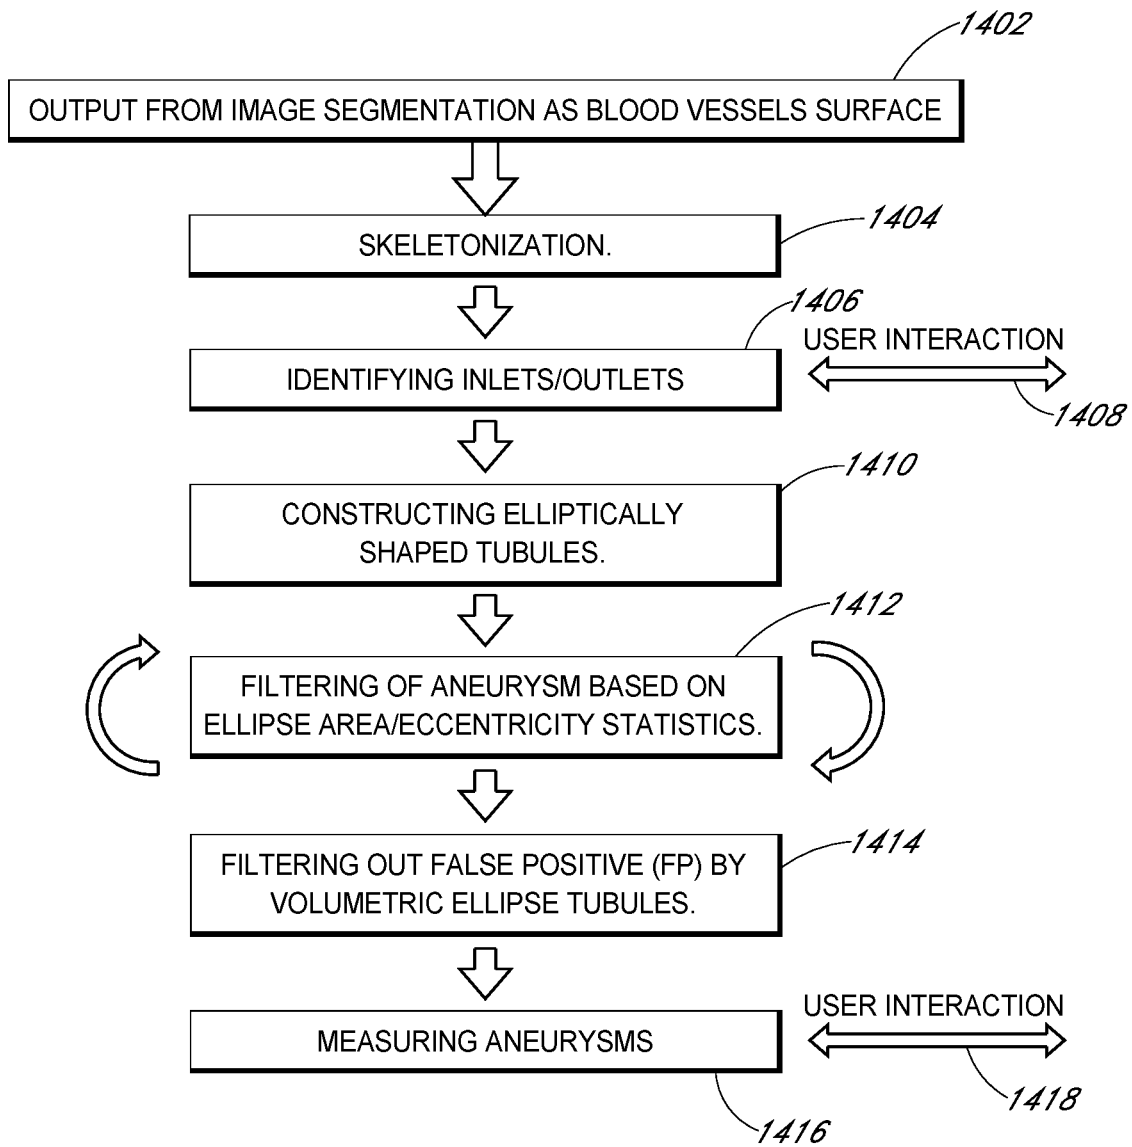 1402
OUTPUT FROM IMAGE SEGMENTATION AS BLOOD VESSELS SURFACE
1404
SKELETONIZATION.
1406
USER INTERACTION
IDENTIFYING INLETS/OUTLETS
1408
1410
CONSTRUCTING ELLIPTICALLY
SHAPED TUBULES.
1412
FILTERING OF ANEURYSM BASED ON
ELLIPSE AREA/ECCENTRICITY STATISTICS.
1414
FILTERING OUT FALSE POSITIVE (FP) BY
VOLUMETRIC ELLIPSE TUBULES.
USER INTERACTION
MEASURING ANEURYSMS
1418
1416